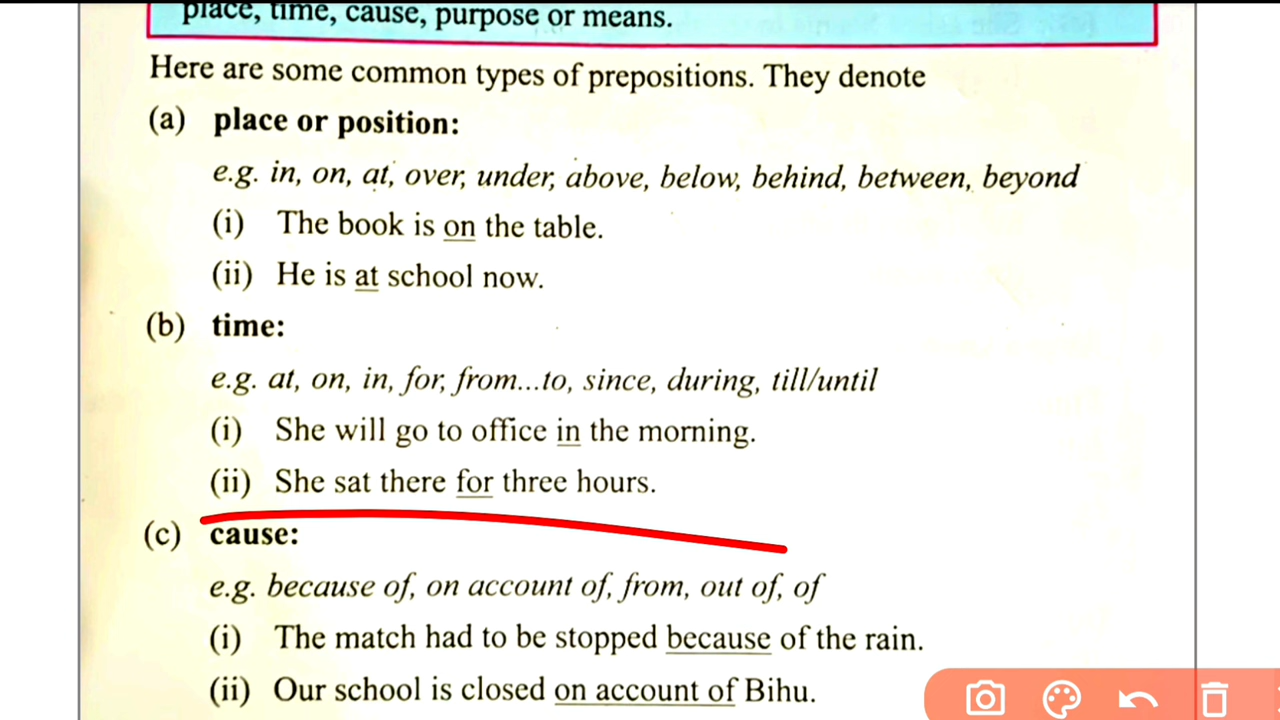 place, time, cause, purpose or means.
Here are some common types of prepositions. They denote
(a) place or position:
e.g. in, on, at, over, under, above, below, behind, between, beyond
(i) The book is on the table.
(ii) He is at school now.
(b) time:
e.g. at, on, in, for, from...to, since, during, till/until
(i) She will go to office in the morning.
(ii) She sat there for three hours.
(c) cause:
e.g. because of, on account of, from, out of, of
(i) The match had to be stopped because of the rain.
(ii) Our school is closed on account of Bihu.